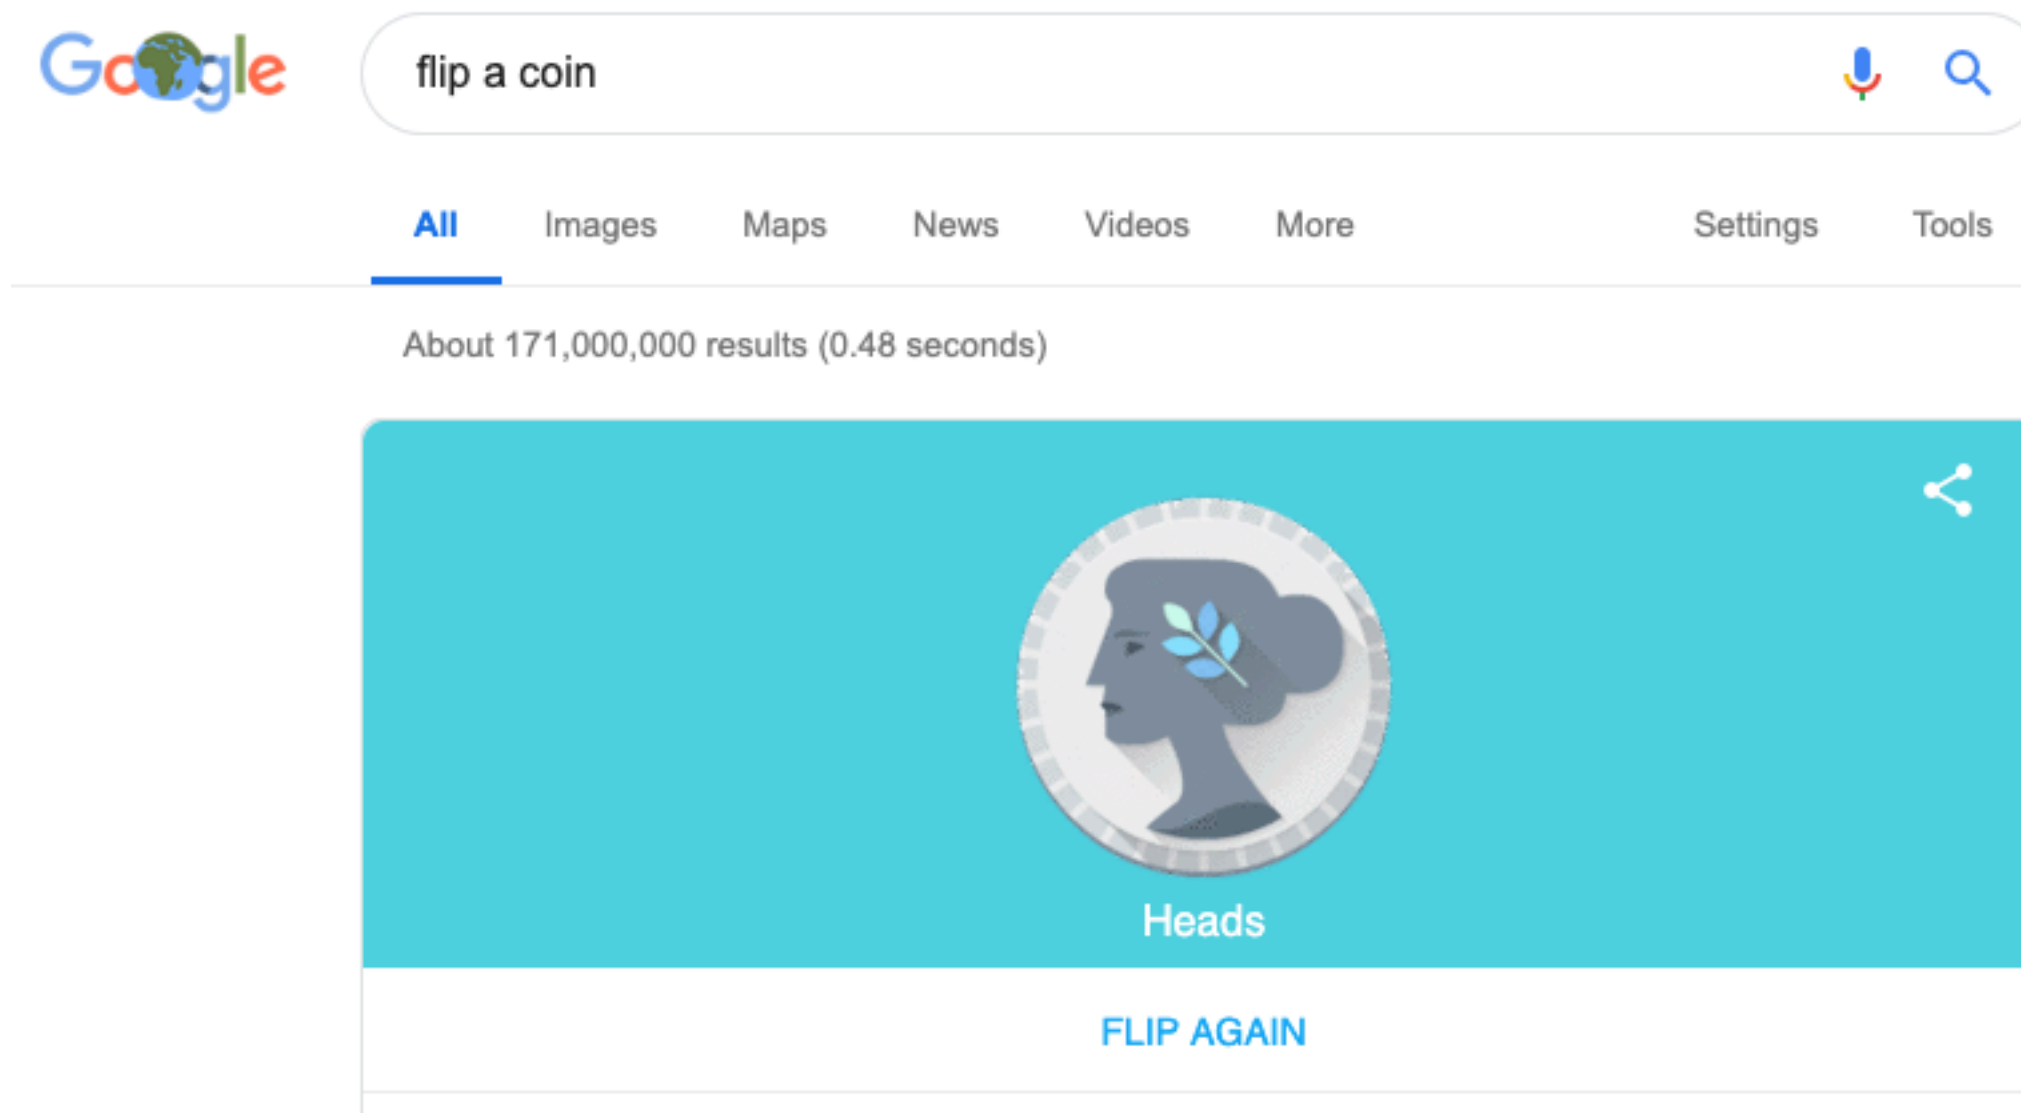 Google
flip a coin
All Images Maps News Videos More Settings Tools
About 171,000,000 results (0.48 seconds)
Heads
FLIP AGAIN